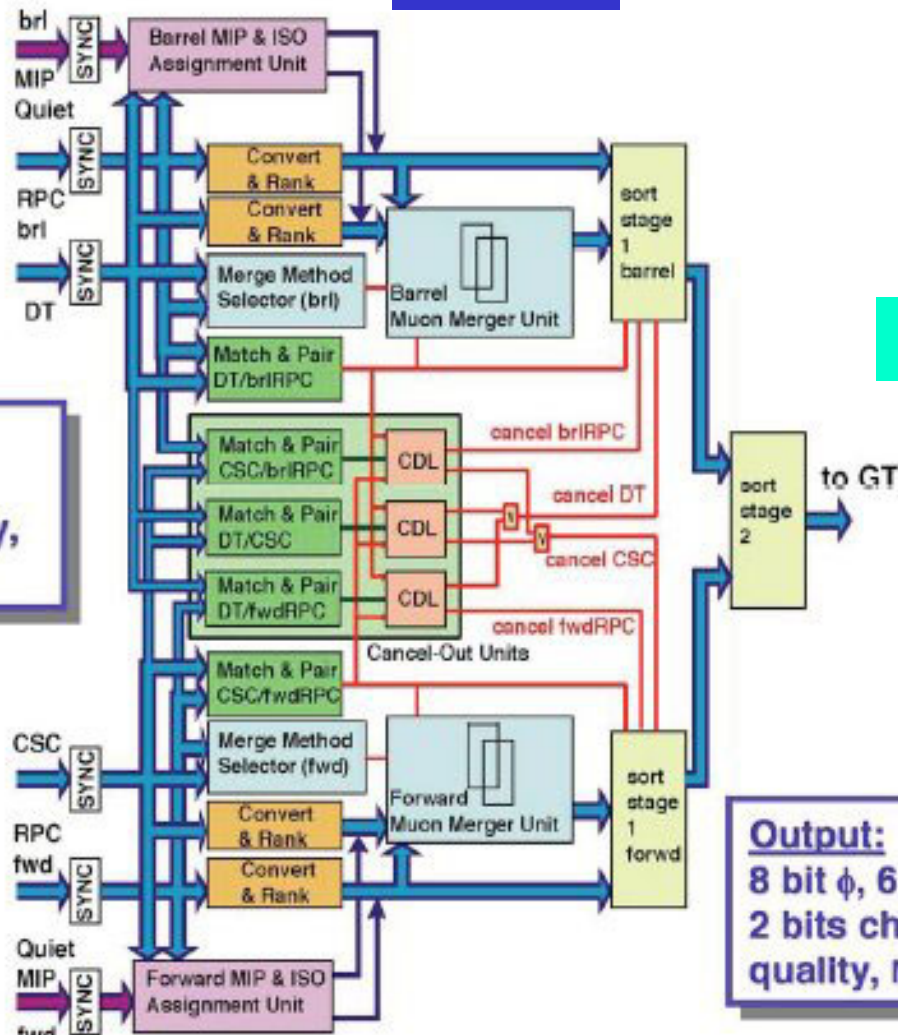 brl
MIP
Quiet
SYNC
Barrel MIP & ISO
Assignment Unit
RPC
brl
SYNC
Convert
& Rank
Convert
& Rank
DT
SYNC
Merge Method
Selector (brl)
Barrel
Muon Merger Unit
sort
stage
1
barrel
Match & Pair
DT/brlRPC
Match & Pair
CSC/brlRPC
CDL
cancel brlRPC
Match & Pair
DT/CSC
CDL
cancel DT
cancel CSC
Match & Pair
DT/fwdRPC
CDL
cancel fwdRPC
Cancel-Out Units
sort
stage
2
to GT
Match & Pair
CSC/fwdRPC
CSC
SYNC
Merge Method
Selector (fwd)
Forward
Muon Merger Unit
sort
stage
1
forwd
RPC
fwd
SYNC
Convert
& Rank
Convert
& Rank
Quiet
MIP
fwd
SYNC
Forward MIP & ISO
Assignment Unit
Output:
8 bit ϕ, 6
2 bits ch
quality,